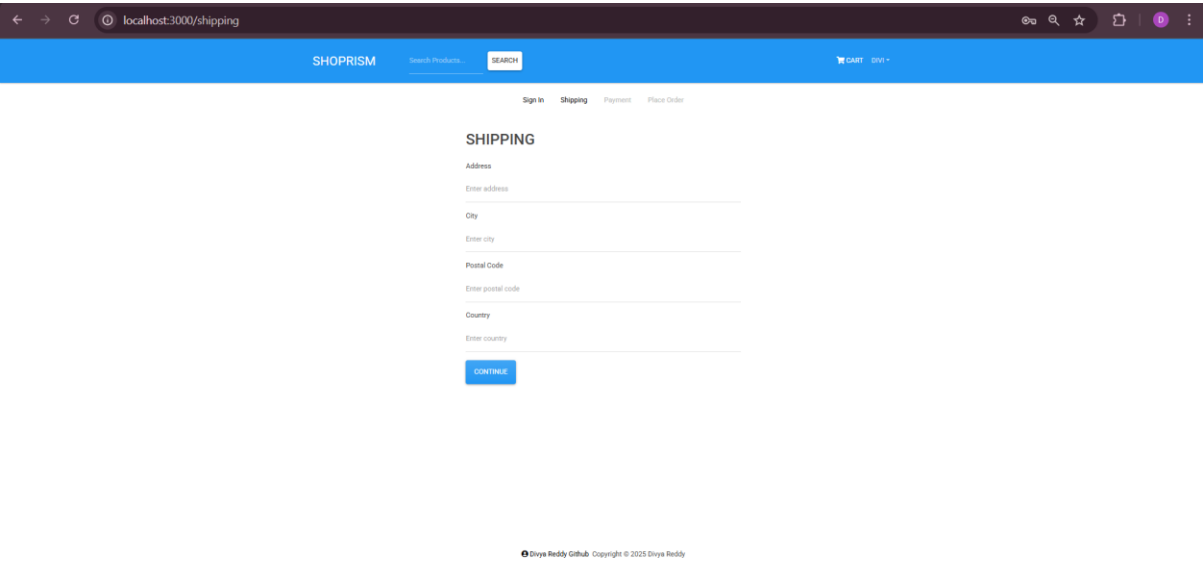 localhost:3000/shipping
D
SHOPRISM Search Products... SEARCH CART DIVI
Sign In Shipping Payment Place Order
SHIPPING
Address
Enter address
City
Enter city
Postal Code
Enter postal code
Country
Enter country
CONTINUE
Divya Reddy Github Copyright © 2025 Divya Reddy